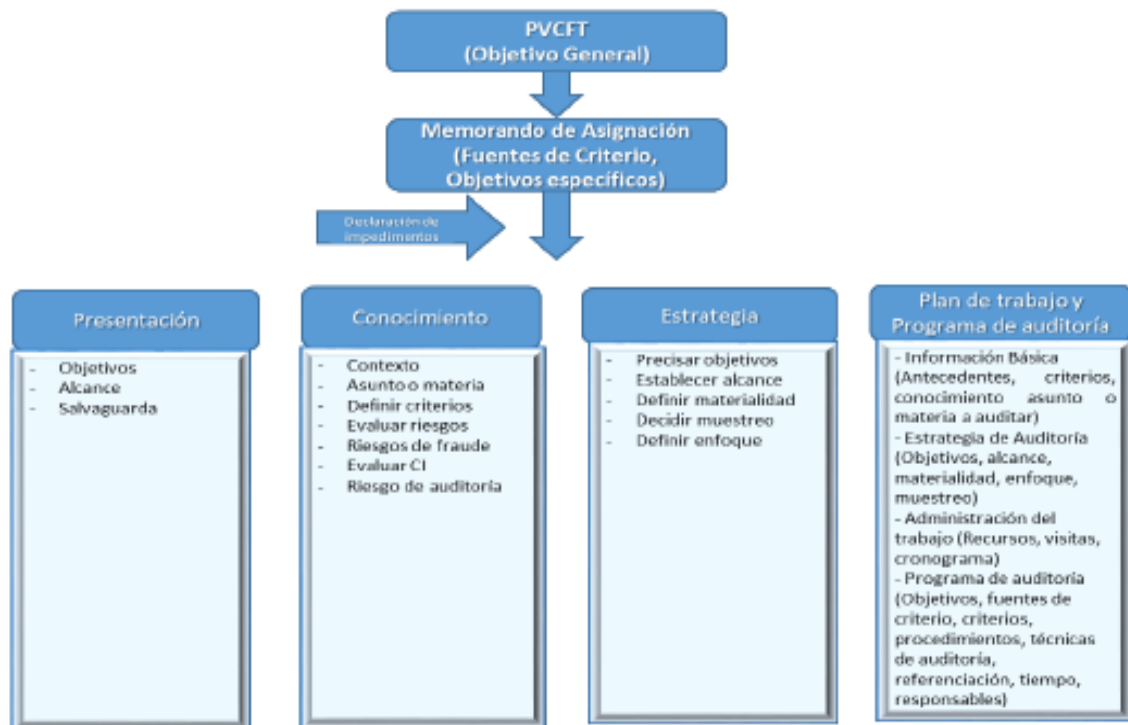 PVCFT
(Objetivo General)
Memorando de Asignación
(Fuentes de Criterio,
Objetivos específicos)
Declaración de
impedimentos
Presentación
- Objetivos
- Alcance
- Salvaguarda
Conocimiento
- Contexto
- Asunto o materia
- Definir criterios
- Evaluar riesgos
- Riesgos de fraude
- Evaluar CI
- Riesgo de auditoría
Estrategia
- Precisar objetivos
- Establecer alcance
- Definir materialidad
- Decidir muestreo
- Definir enfoque
Plan de trabajo y
Programa de auditoría
- Información Básica
(Antecedentes, criterios,
conocimiento asunto o
materia a auditar)
- Estrategia de Auditoría
(Objetivos, alcance,
materialidad, enfoque,
muestreo)
- Administración del
trabajo (Recursos, visitas,
cronograma)
- Programa de auditoría
(Objetivos, fuentes de
criterio, criterios,
procedimientos, técnicas
de auditoría,
referenciación, tiempo,
responsables)